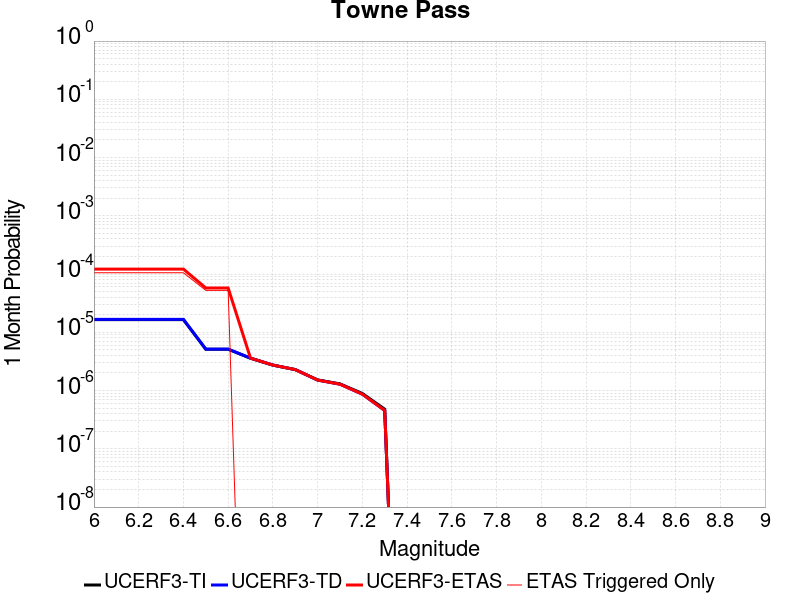 Towne Pass
1 Month Probability
10^0
10^-1
10^-2
10^-3
10^-4
10^-5
10^-6
10^-7
10^-8
6 6.2 6.4 6.6 6.8 7 7.2 7.4 7.6 7.8 8 8.2 8.4 8.6 8.8 9
Magnitude
UCERF3-TI UCERF3-TD UCERF3-ETAS ETAS Triggered Only